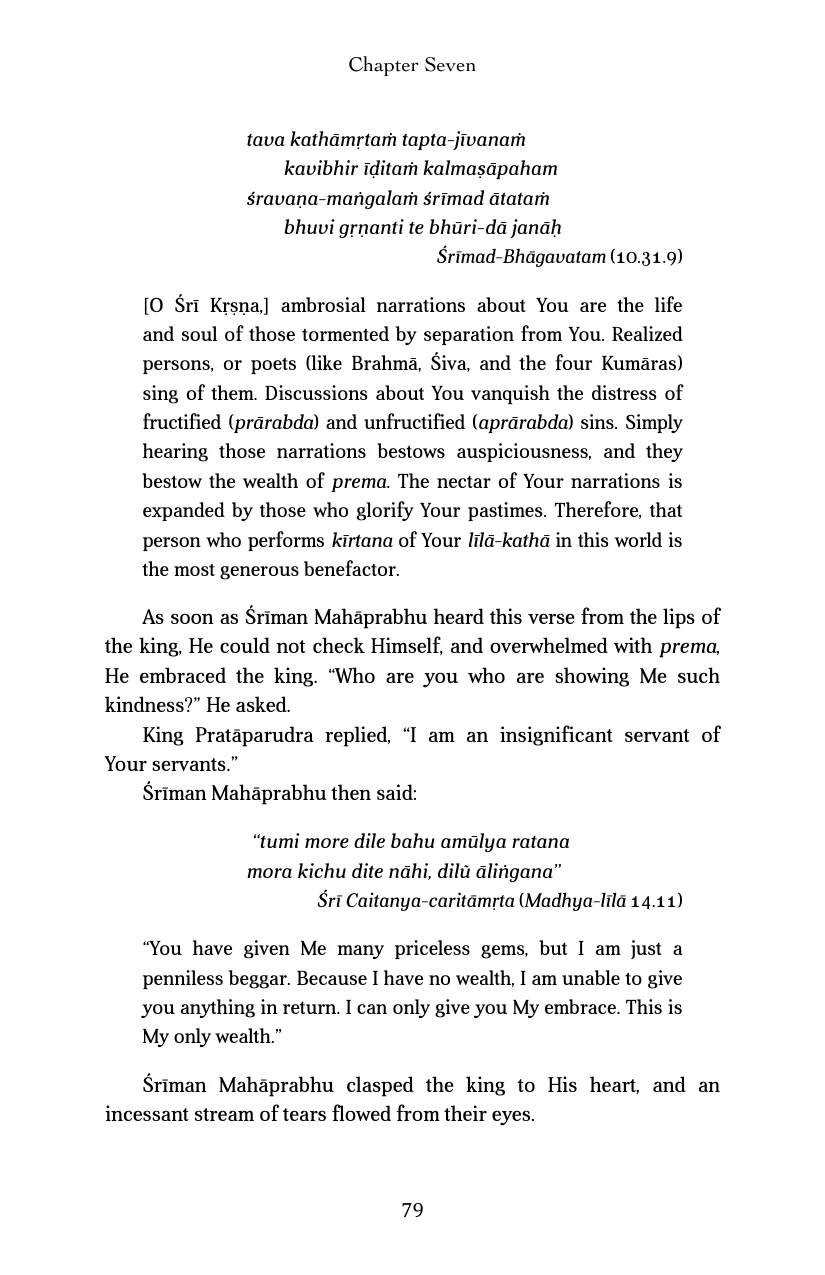 Chapter Seven
tava kathāmṛtaṁ tapta-jīvanaṁ
kavibhir īḍitaṁ kalmaṣāpaham
śravaṇa-maṅgalaṁ śrīmad ātataṁ
bhuvi gṛṇanti te bhūri-dā janāḥ
Śrīmad-Bhāgavatam (10.31.9)
[O Śrī Kṛṣṇa,] ambrosial narrations about You are the life
and soul of those tormented by separation from You. Realized
persons, or poets (like Brahmā, Śiva, and the four Kumāras)
sing of them. Discussions about You vanquish the distress of
fructified (prārabda) and unfructified (aprārabda) sins. Simply
hearing those narrations bestows auspiciousness, and they
bestow the wealth of prema. The nectar of Your narrations is
expanded by those who glorify Your pastimes. Therefore, that
person who performs kīrtana of Your līlā-kathā in this world is
the most generous benefactor.
As soon as Śrīman Mahāprabhu heard this verse from the lips of
the king, He could not check Himself, and overwhelmed with prema,
He embraced the king. “Who are you who are showing Me such
kindness?” He asked.
King Pratāparudra replied, “I am an insignificant servant of
Your servants.”
Śrīman Mahāprabhu then said:
“tumi more dile bahu amūlya ratana
mora kichu dite nāhi, dilũ āliṅgana”
Śrī Caitanya-caritāmṛta (Madhya-līlā 14.11)
“You have given Me many priceless gems, but I am just a
penniless beggar. Because I have no wealth, I am unable to give
you anything in return. I can only give you My embrace. This is
My only wealth.”
Śrīman Mahāprabhu clasped the king to His heart, and an
incessant stream of tears flowed from their eyes.
79